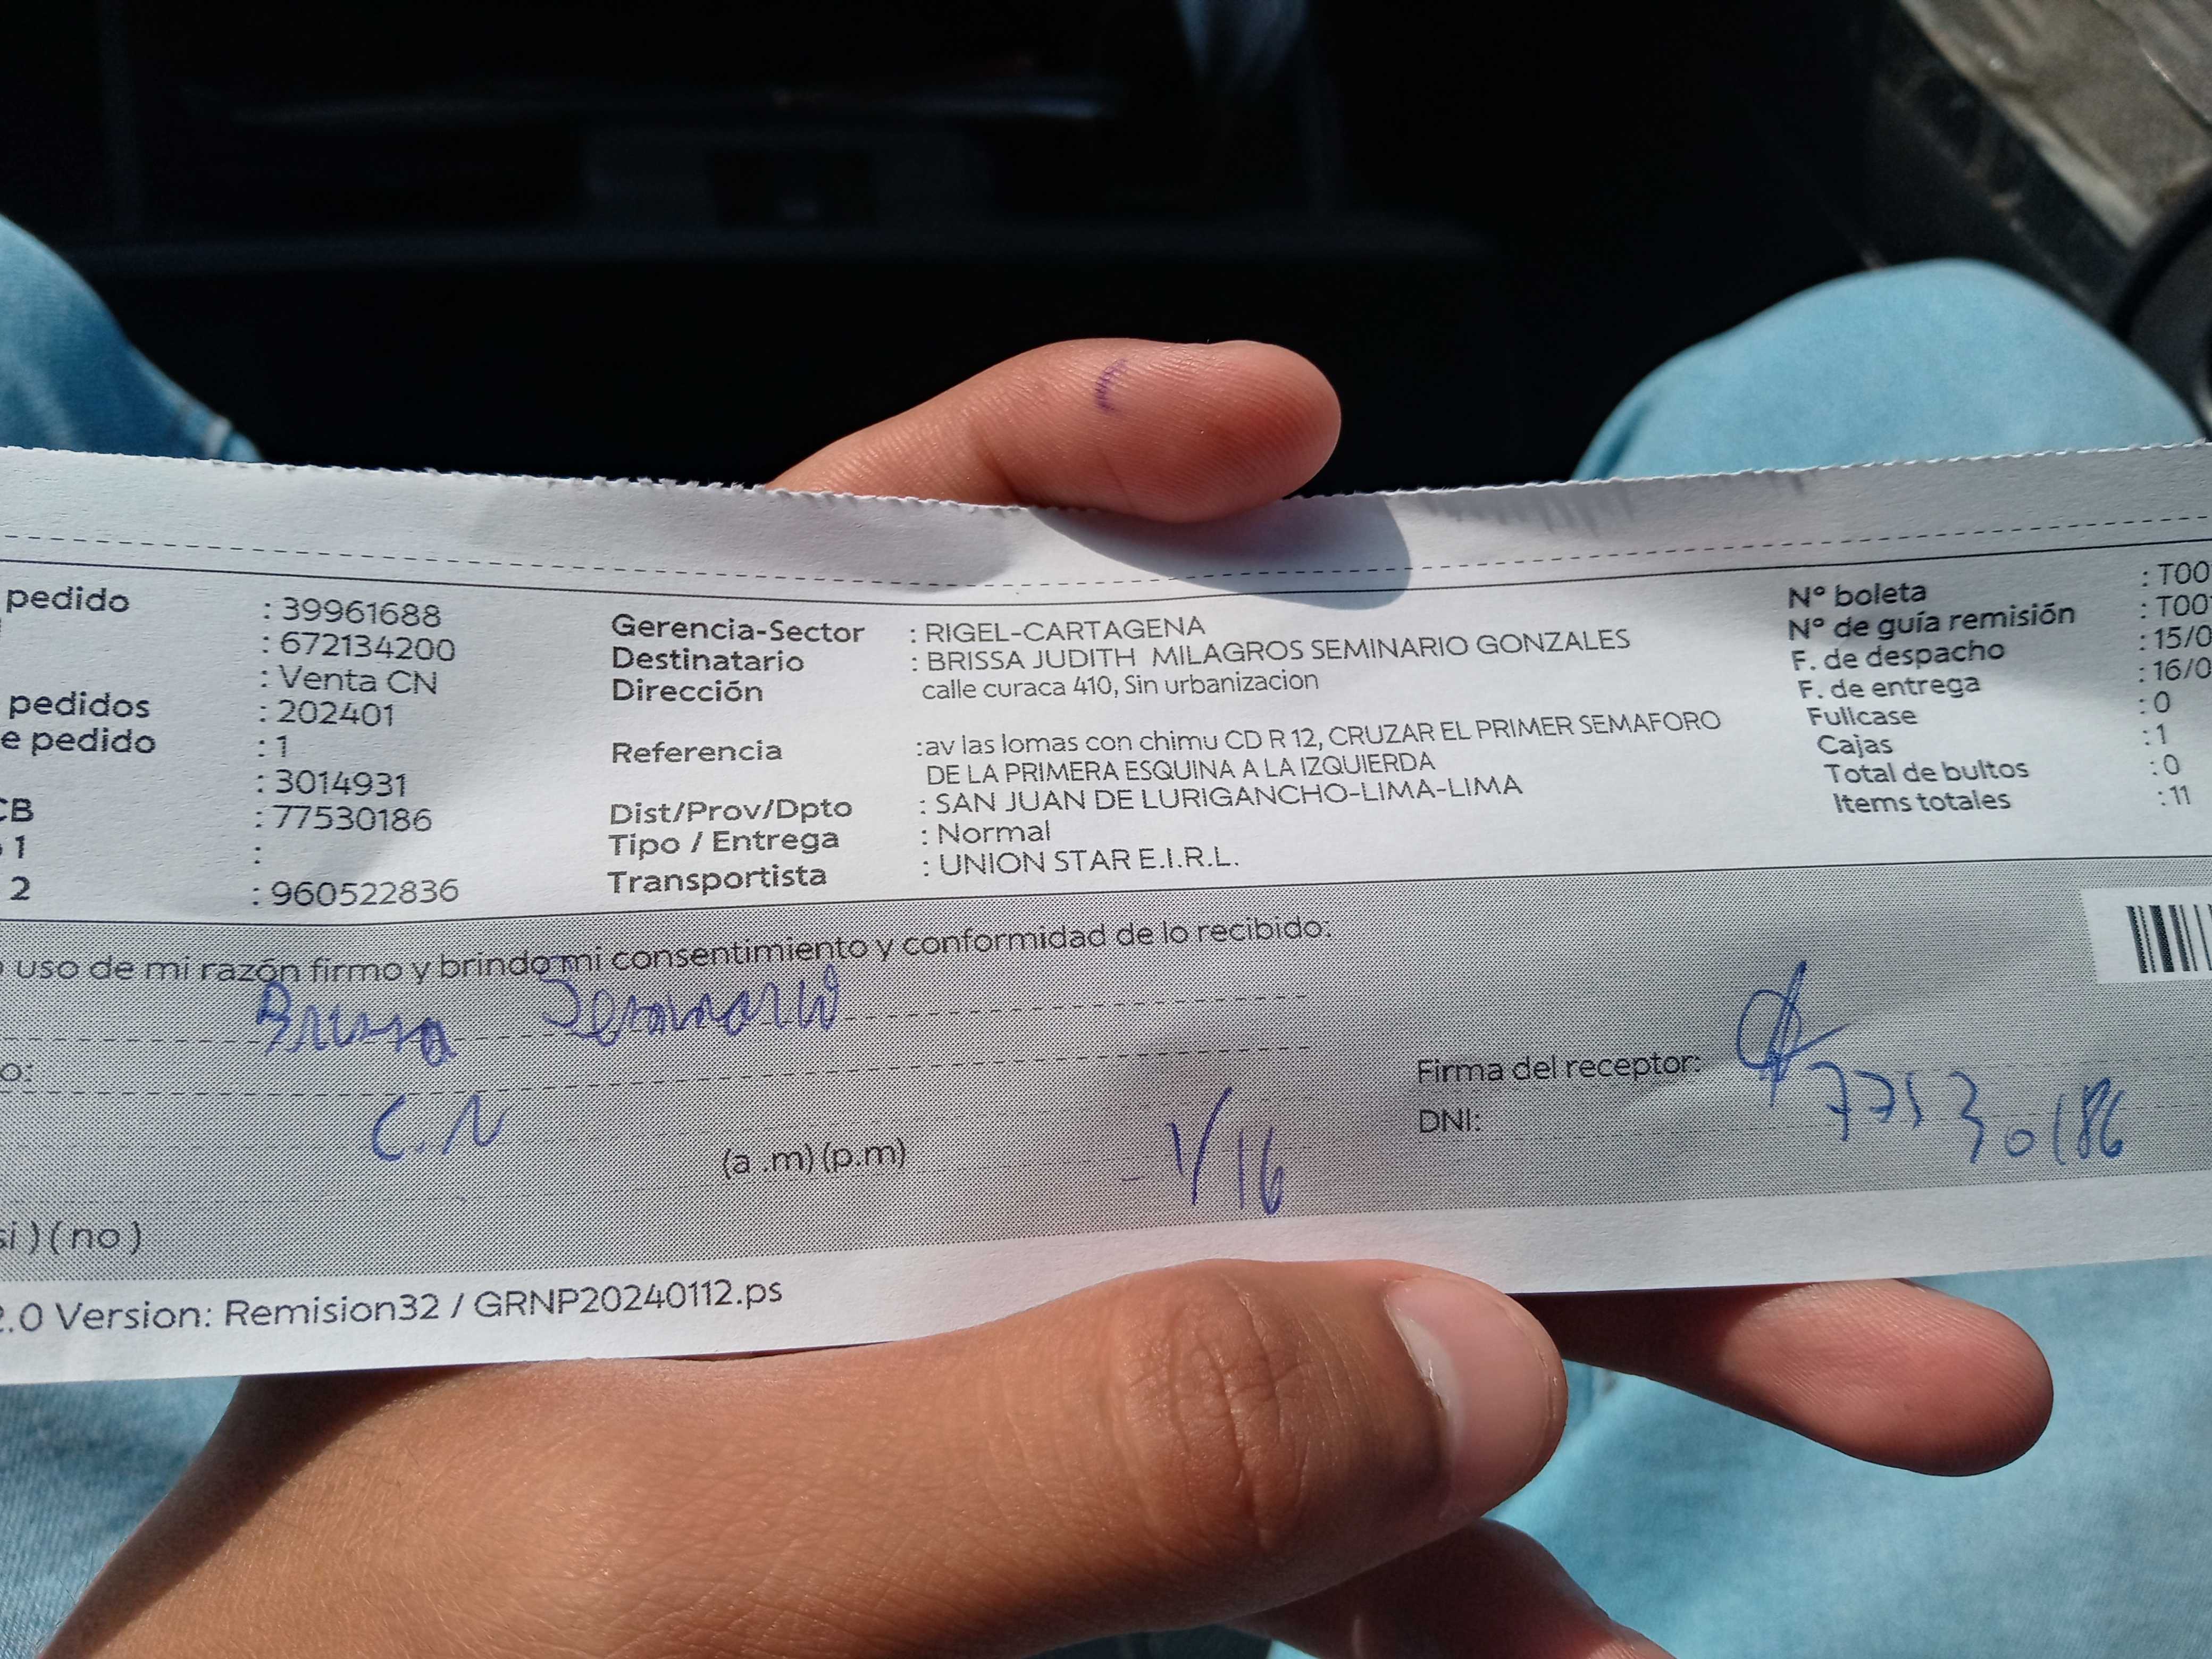 pedido : 39961688
: 672134200
: Venta CN
pedidos : 202401
e pedido : 1
: 3014931
CB : 77530186
1 :
2 : 960522836
Gerencia-Sector : RIGEL-CARTAGENA
Destinatario : BRISSA JUDITH MILAGROS SEMINARIO GONZALES
Dirección calle curaca 410, Sin urbanizacion
Referencia : av las lomas con chimu CD R 12, CRUZAR EL PRIMER SEMAFORO
DE LA PRIMERA ESQUINA A LA IZQUIERDA
Dist/Prov/Dpto : SAN JUAN DE LURIGANCHO-LIMA-LIMA
Tipo / Entrega : Normal
Transportista : UNION STAR E.I.R.L.
Nº boleta : T00
Nº de guía remisión : T00
F. de despacho : 15/0
F. de entrega : 16/0
Fullcase : 0
Cajas : 1
Total de bultos : 0
Items totales : 11
uso de mi razón firmo y brindo mi consentimiento y conformidad de lo recibido:
Brissa Seminario
o:
C.N
(a .m) (p.m) 1/16
Firma del receptor:
DNI: 77530186
si ) ( no )
2.0 Version: Remision32 / GRNP20240112.ps